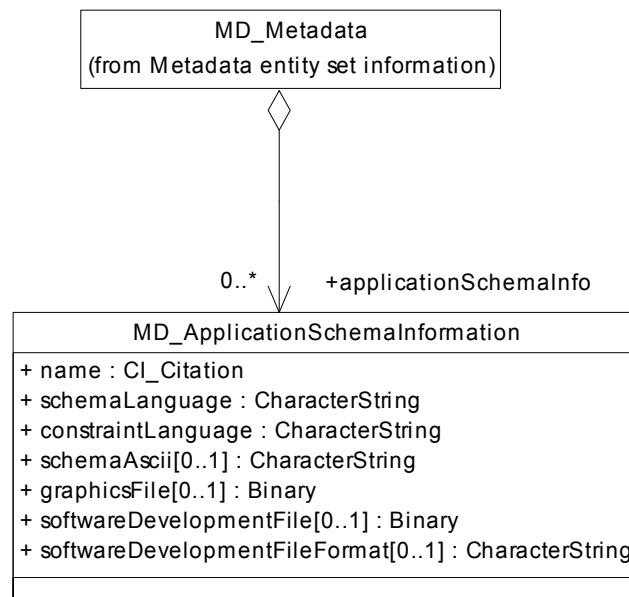 MD_Metadata
(from Metadata entity set information)
0..* +applicationSchemaInfo
MD_ApplicationSchemaInformation
+ name : CI_Citation
+ schemaLanguage : CharacterString
+ constraintLanguage : CharacterString
+ schemaAscii[0..1] : CharacterString
+ graphicsFile[0..1] : Binary
+ softwareDevelopmentFile[0..1] : Binary
+ softwareDevelopmentFileFormat[0..1] : CharacterString